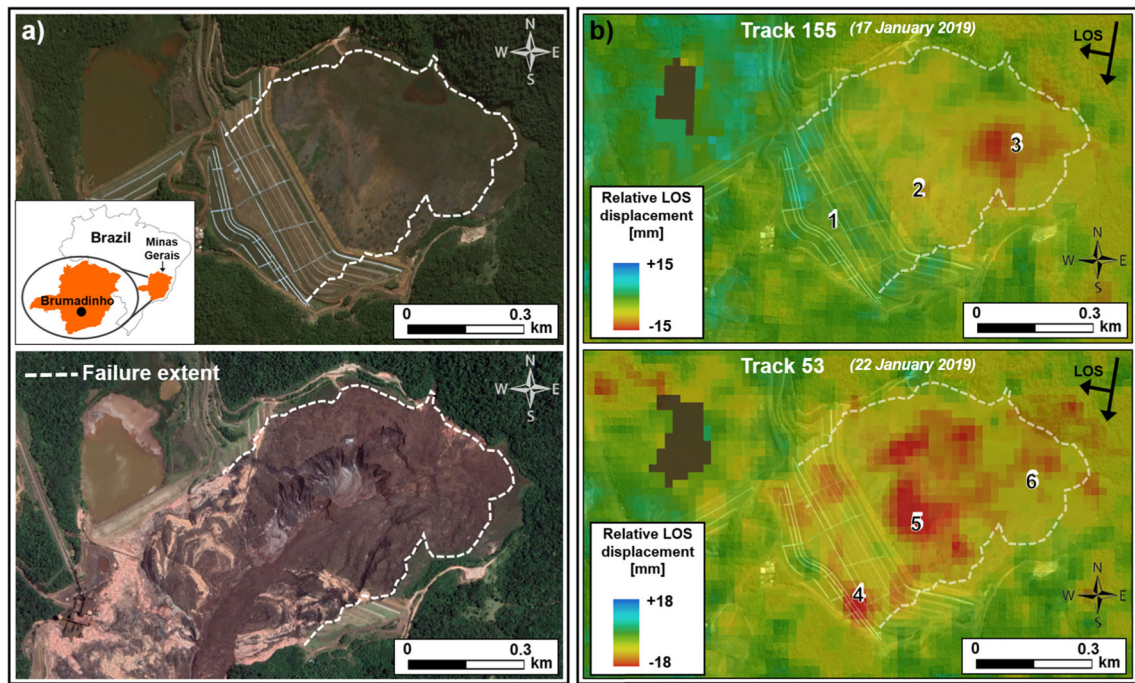 a)
N
W E
S
Brazil
Minas
Gerais
Brumadinho
0 0.3
km
Failure extent
N
W E
S
0 0.3
km
b)
Track 155 (17 January 2019)
LOS
3
2
1
Relative LOS
displacement
[mm]
+15
-15
N
W E
S
0 0.3
km
Track 53 (22 January 2019)
LOS
6
5
4
Relative LOS
displacement
[mm]
+18
-18
N
W E
S
0 0.3
km